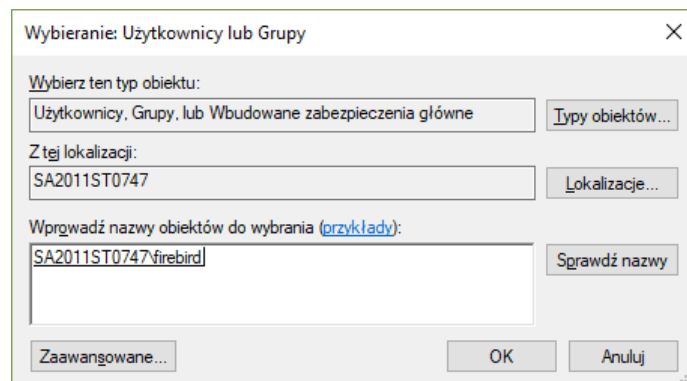 Wybieranie: Użytkownicy lub Grupy
Wybierz ten typ obiektu:
Użytkownicy, Grupy, lub Wbudowane zabezpieczenia główne
Typy obiektów...
Z tej lokalizacji:
SA2011ST0747
Lokalizacje...
Wprowadź nazwy obiektów do wybrania (przykłady):
SA2011ST0747\firebird
Sprawdź nazwy
Zaawansowane...
OK
Anuluj